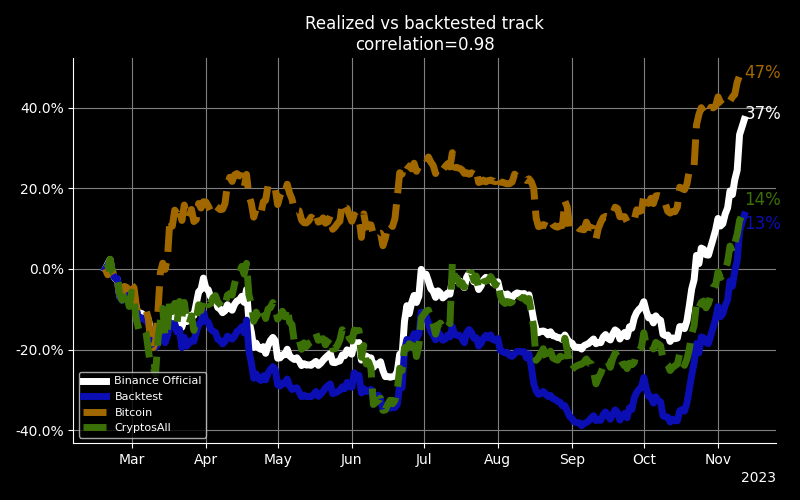 Realized vs backtested track
correlation=0.98
47%
40.0%
37%
20.0%
14%
13%
0.0%
-20.0%
-40.0%
Binance Official
Backtest
Bitcoin
CryptosAll
Mar Apr May Jun Jul Aug Sep Oct Nov
2023